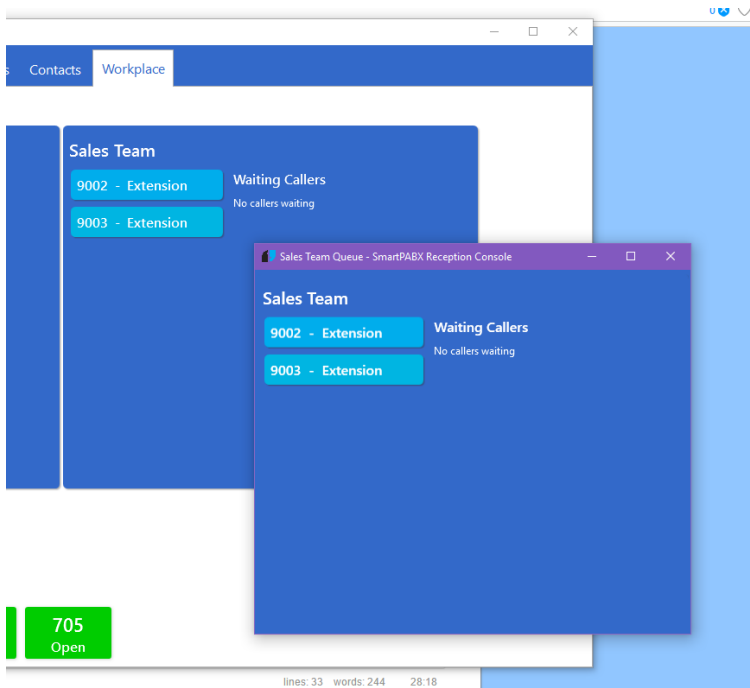 0
s Contacts Workplace
Sales Team
9002 - Extension
9003 - Extension
Waiting Callers
No callers waiting
Sales Team Queue - SmartPABX Reception Console
Sales Team
9002 - Extension
9003 - Extension
Waiting Callers
No callers waiting
705
Open
lines: 33 words: 244 28:18